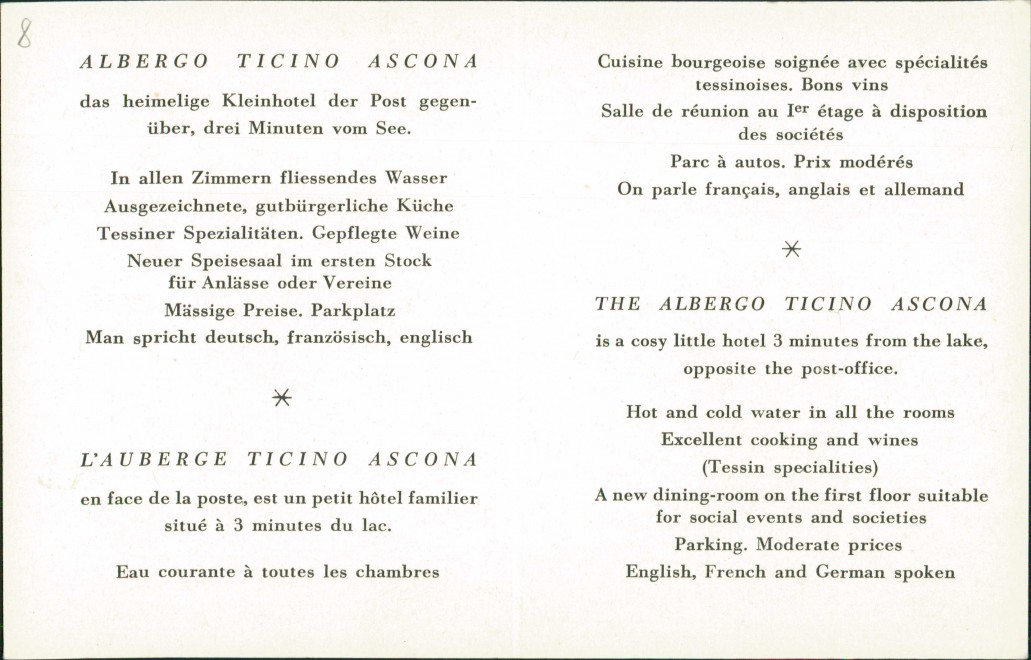 8
ALBERGO TICINO ASCONA
das heimelige Kleinhotel der Post gegen-
über, drei Minuten vom See.
In allen Zimmern fliessendes Wasser
Ausgezeichnete, gutbürgerliche Küche
Tessiner Spezialitäten. Gepflegte Weine
Neuer Speisesaal im ersten Stock
für Anlässe oder Vereine
Mässige Preise. Parkplatz
Man spricht deutsch, französisch, englisch
L'AUBERGE TICINO ASCONA
en face de la poste, est un petit hôtel familier
situé à 3 minutes du lac.
Eau courante à toutes les chambres
Cuisine bourgeoise soignée avec spécialités
tessinoises. Bons vins
Salle de réunion au Ier étage à disposition
des sociétés
Parc à autos. Prix modérés
On parle français, anglais et allemand
THE ALBERGO TICINO ASCONA
is a cosy little hotel 3 minutes from the lake,
opposite the post-office.
Hot and cold water in all the rooms
Excellent cooking and wines
(Tessin specialities)
A new dining-room on the first floor suitable
for social events and societies
Parking. Moderate prices
English, French and German spoken